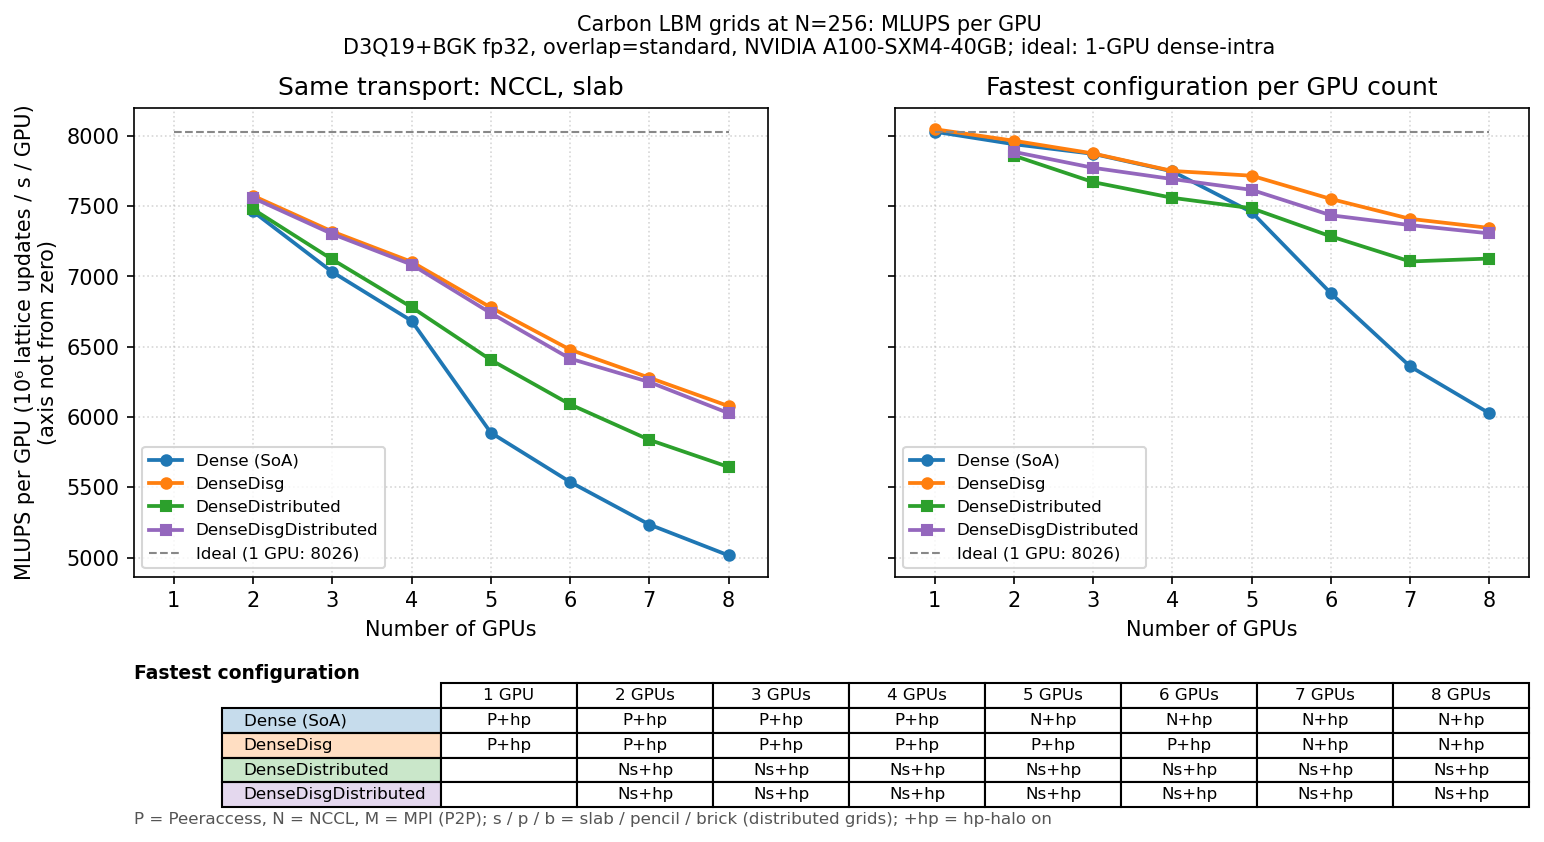 Carbon LBM grids at N=256: MLUPS per GPU
D3Q19+BGK fp32, overlap=standard, NVIDIA A100-SXM4-40GB; ideal: 1-GPU dense-intra
Same transport: NCCL, slab
MLUPS per GPU (10⁶ lattice updates / s / GPU)
(axis not from zero)
8000
7500
7000
6500
6000
5500
5000
Dense (SoA)
DenseDisg
DenseDistributed
DenseDisgDistributed
Ideal (1 GPU: 8026)
1 2 3 4 5 6 7 8
Number of GPUs
Fastest configuration per GPU count
Dense (SoA)
DenseDisg
DenseDistributed
DenseDisgDistributed
Ideal (1 GPU: 8026)
1 2 3 4 5 6 7 8
Number of GPUs
Fastest configuration
1 GPU 2 GPUs 3 GPUs 4 GPUs 5 GPUs 6 GPUs 7 GPUs 8 GPUs
Dense (SoA) P+hp P+hp P+hp P+hp N+hp N+hp N+hp N+hp
DenseDisg P+hp P+hp P+hp P+hp P+hp P+hp N+hp N+hp
DenseDistributed Ns+hp Ns+hp Ns+hp Ns+hp Ns+hp Ns+hp Ns+hp
DenseDisgDistributed Ns+hp Ns+hp Ns+hp Ns+hp Ns+hp Ns+hp Ns+hp
P = Peeraccess, N = NCCL, M = MPI (P2P); s / p / b = slab / pencil / brick (distributed grids); +hp = hp-halo on